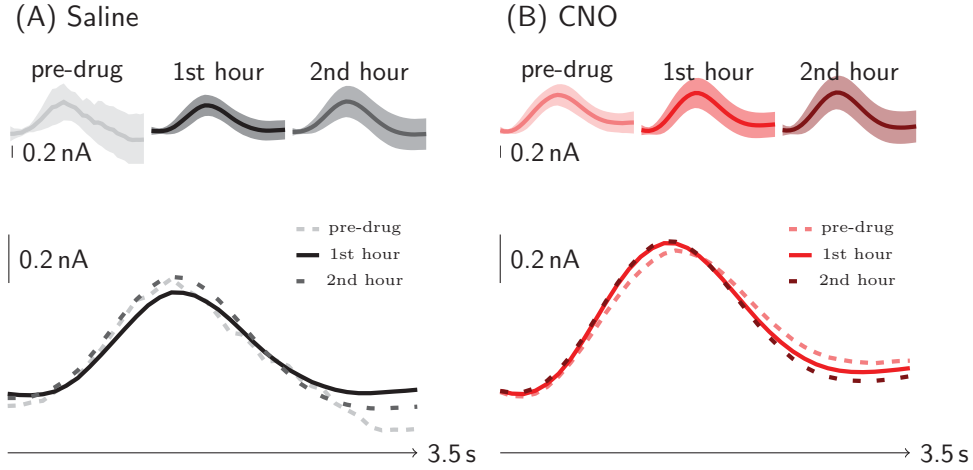 (A) Saline
pre-drug
1st hour
2nd hour
0.2 nA
0.2 nA
pre-drug
1st hour
2nd hour
3.5 s
(B) CNO
pre-drug
1st hour
2nd hour
0.2 nA
0.2 nA
pre-drug
1st hour
2nd hour
3.5 s